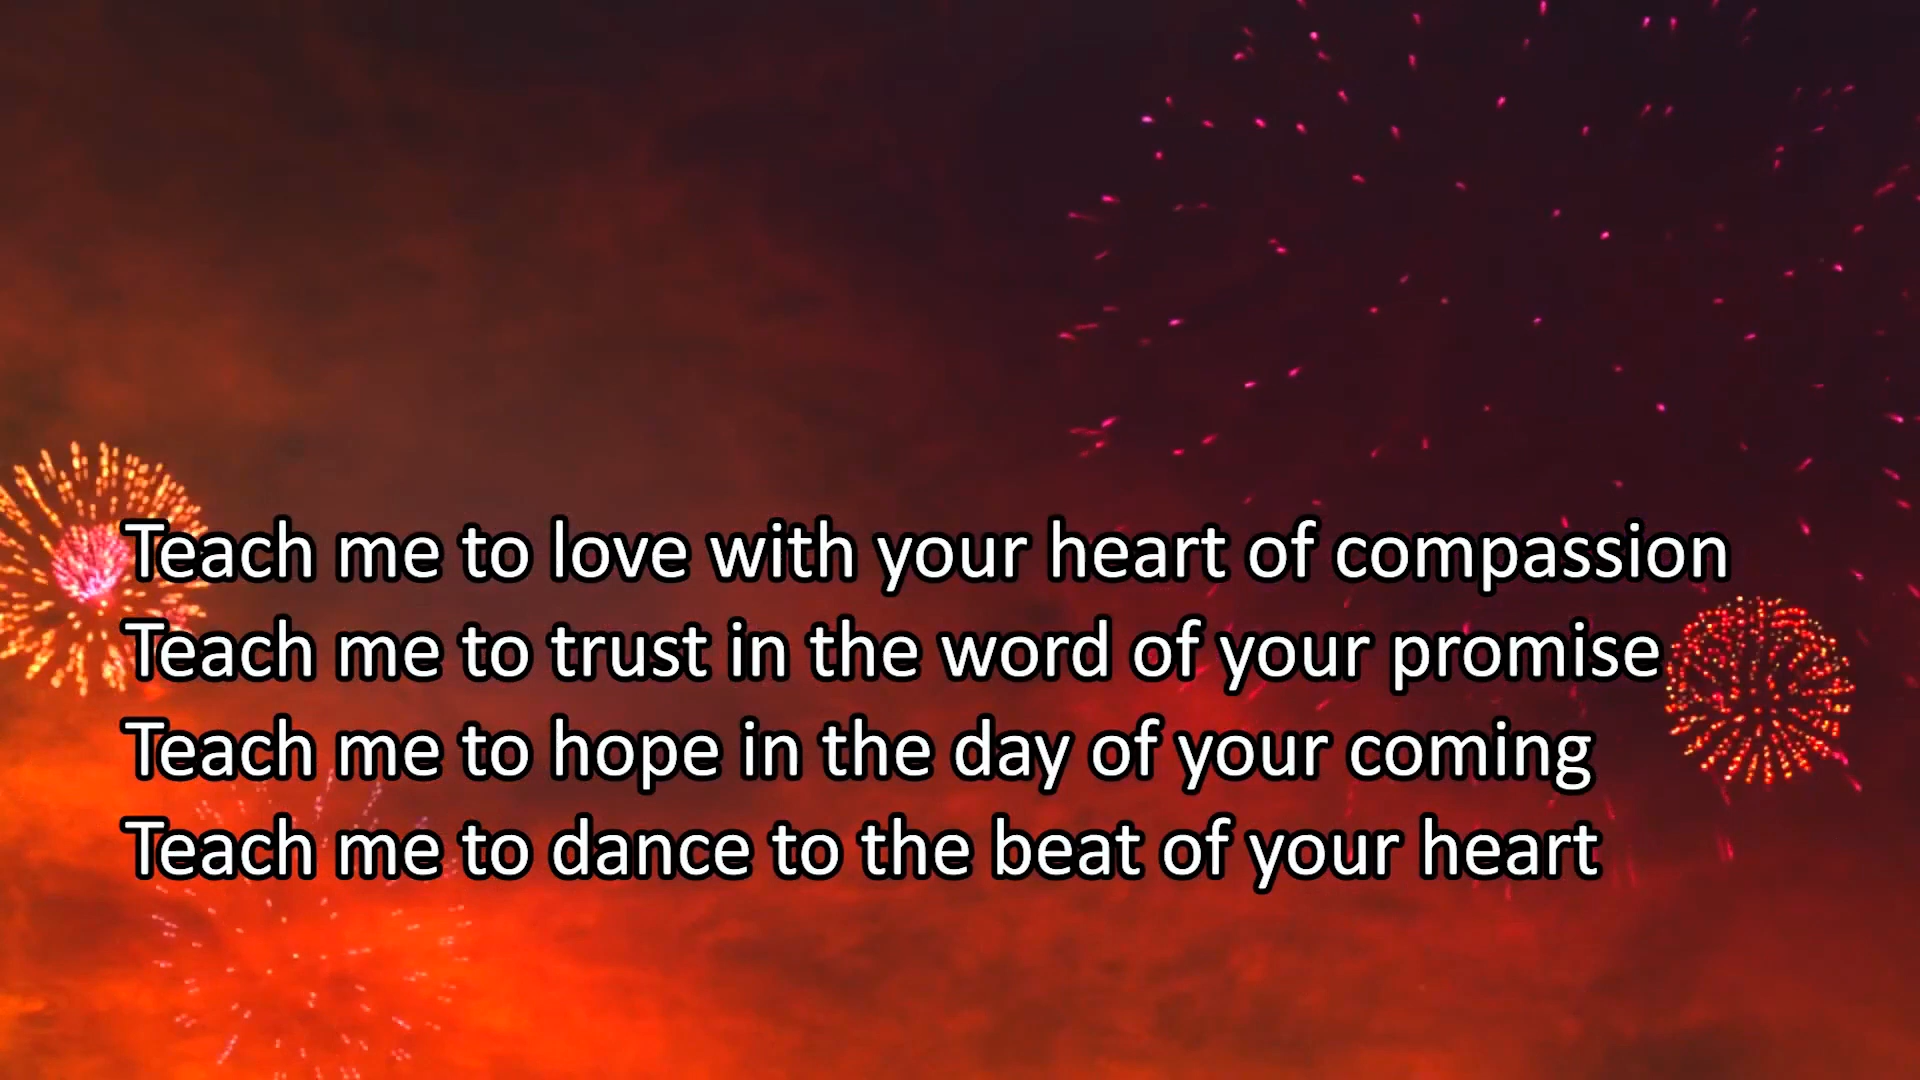 Teach me to love with your heart of compassion
Teach me to trust in the word of your promise
Teach me to hope in the day of your coming
Teach me to dance to the beat of your heart